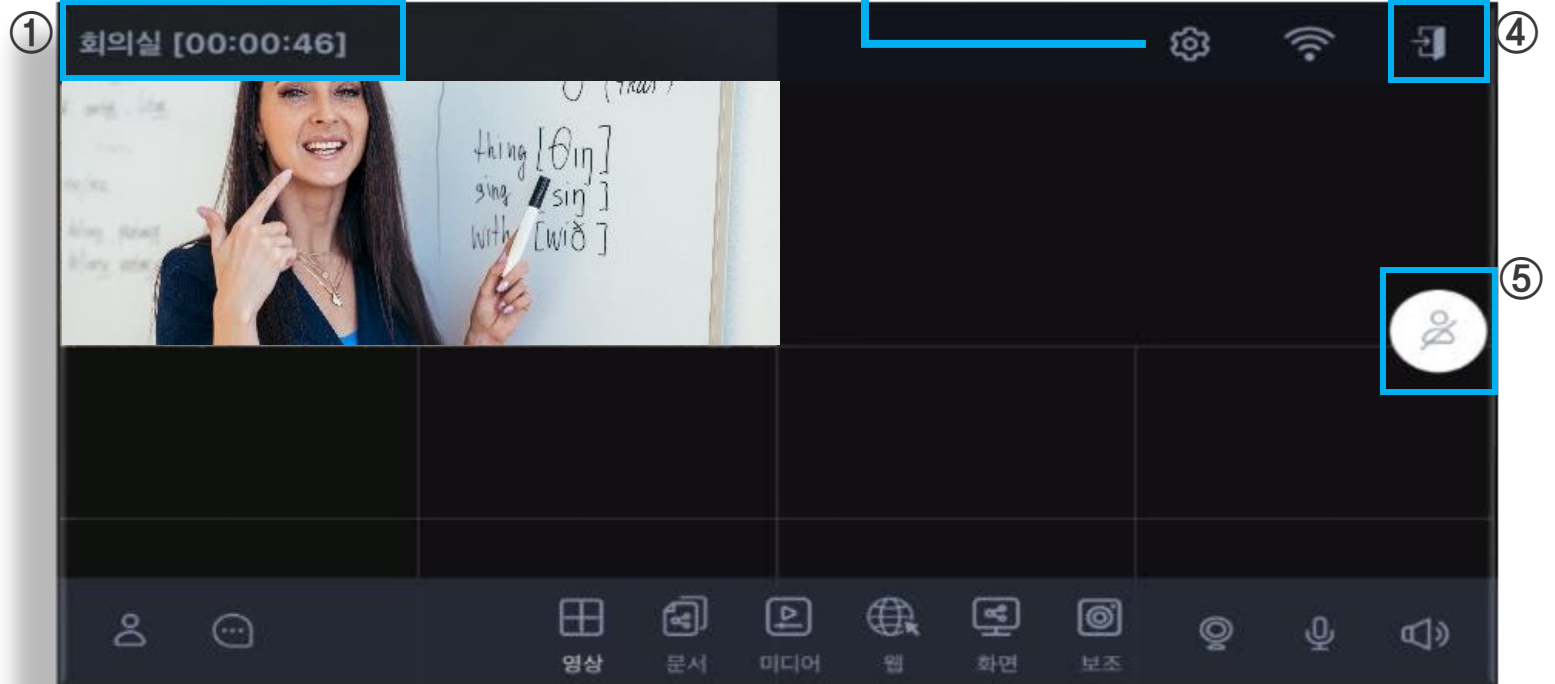 ①
회의실 [00:00:46]
④
thing [θıŋ]
sing [siŋ]
with [wið]
⑤
영상
문서
미디어
웹
화면
보조